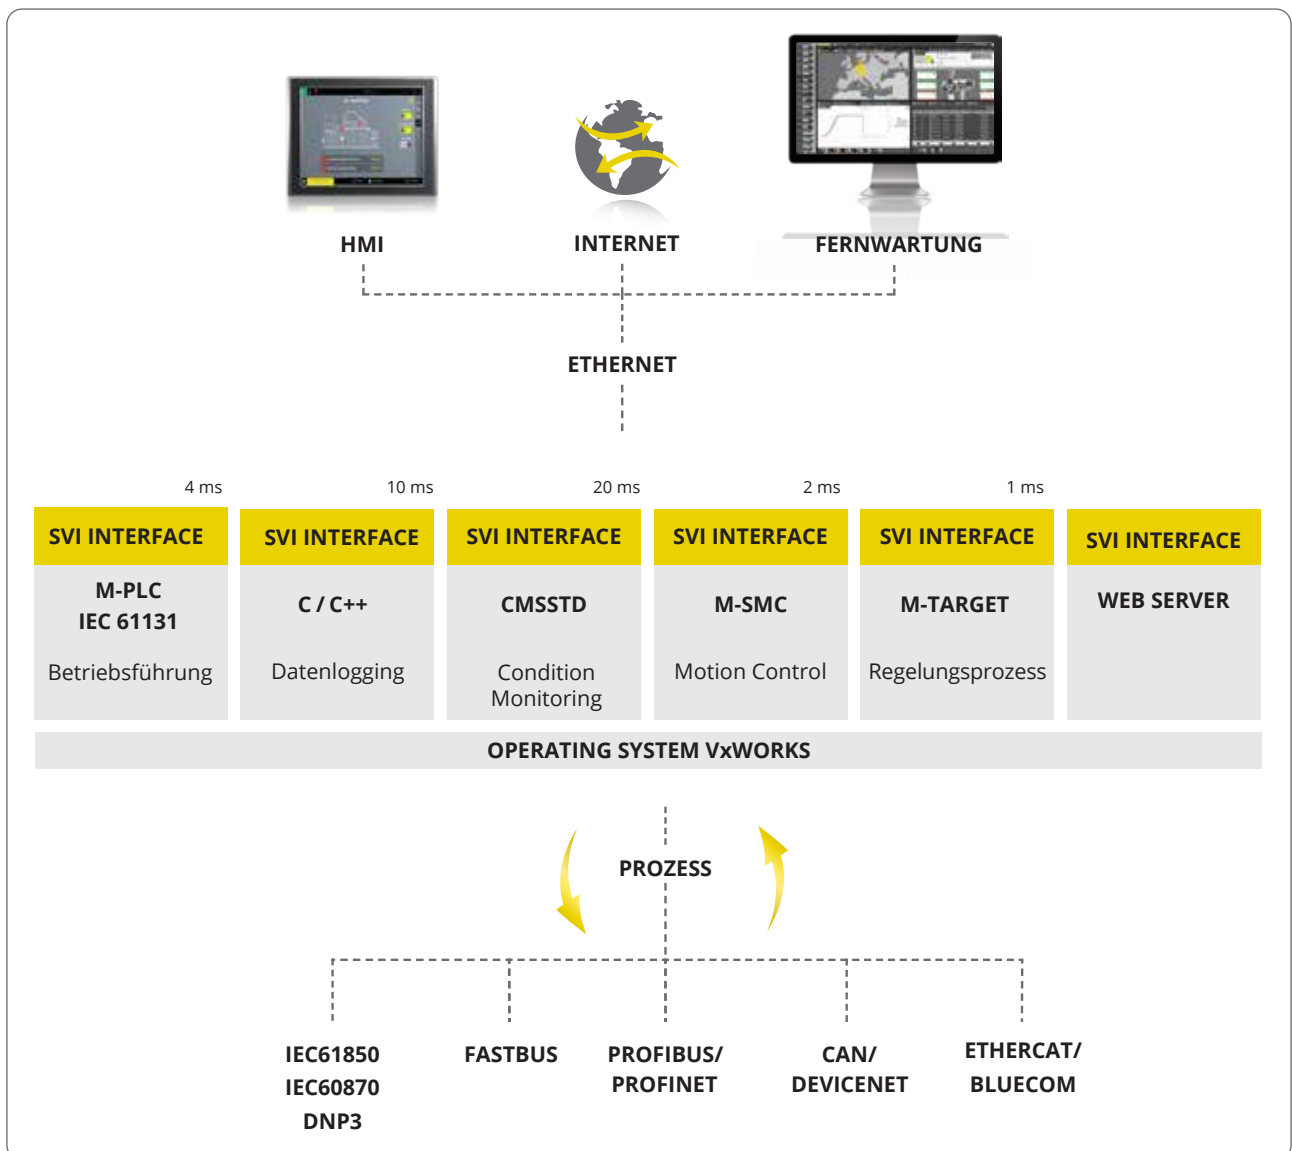 HMI
INTERNET
FERNWARTUNG
ETHERNET
4 ms
10 ms
20 ms
2 ms
1 ms
SVI INTERFACE
SVI INTERFACE
SVI INTERFACE
SVI INTERFACE
SVI INTERFACE
SVI INTERFACE
M-PLC
IEC 61131
Betriebsführung
C / C++
Datenlogging
CMSSTD
Condition
Monitoring
M-SMC
Motion Control
M-TARGET
Regelungsprozess
WEB SERVER
OPERATING SYSTEM VxWORKS
PROZESS
IEC61850
IEC60870
DNP3
FASTBUS
PROFIBUS/
PROFINET
CAN/
DEVICENET
ETHERCAT/
BLUECOM